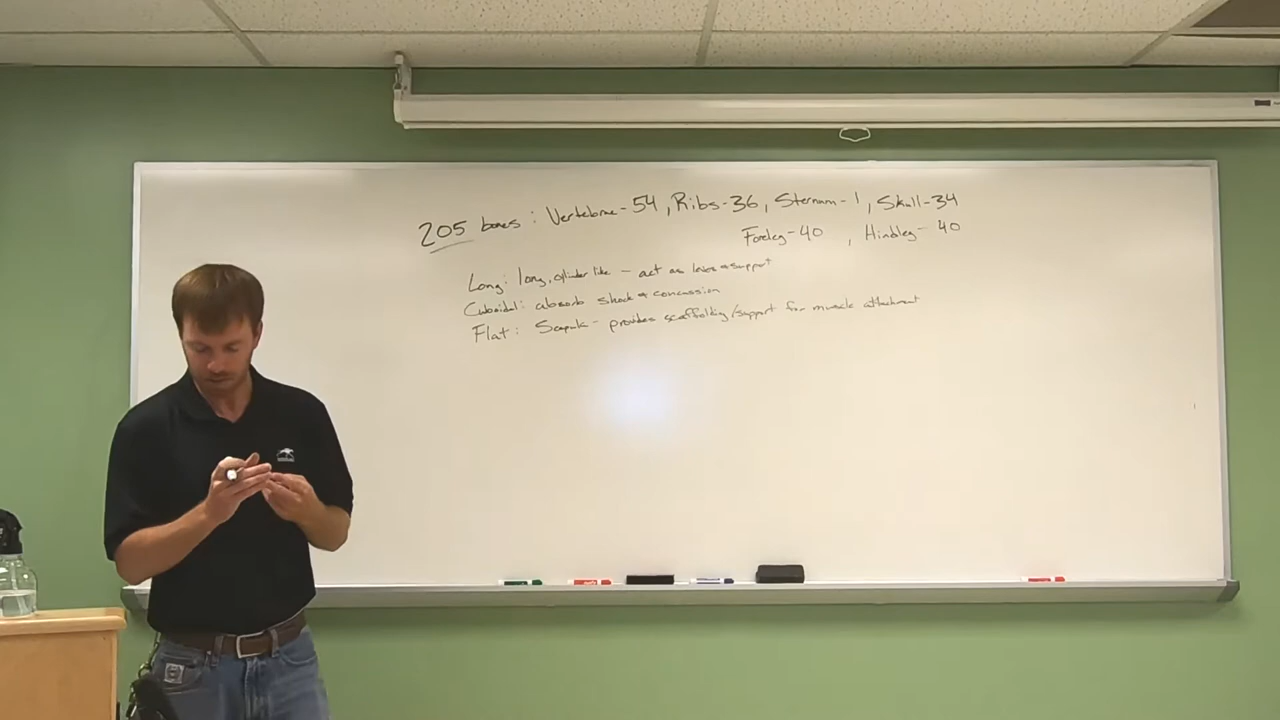 205 bones : Vertebrae - 54 , Ribs - 36 , Sternum - 1 , Skull - 34
Foreleg - 40 , Hindleg - 40
Long : long, cylinder like - act as levers & support
Cuboidal : absorb shock & concussion
Flat : Scapula - provides scaffolding / support for muscle attachment